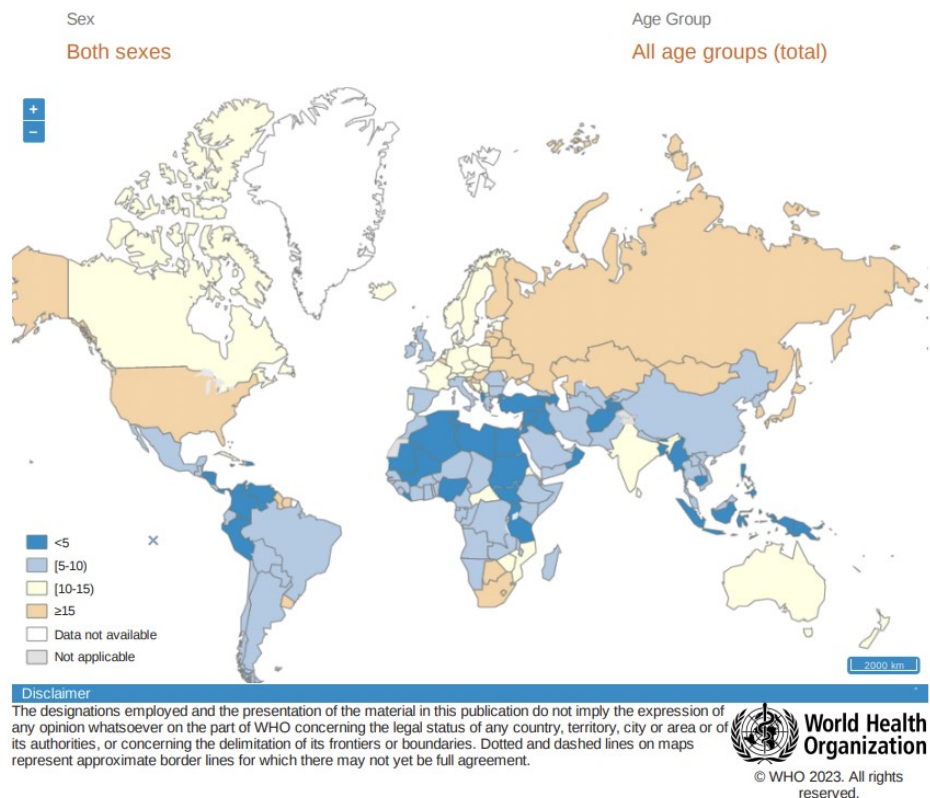 Sex
Age Group
Both sexes
All age groups (total)
+
−
<5
[5-10)
[10-15)
≥15
Data not available
Not applicable
2000 km
Disclaimer
The designations employed and the presentation of the material in this publication do not imply the expression of
any opinion whatsoever on the part of WHO concerning the legal status of any country, territory, city or area or of
its authorities, or concerning the delimitation of its frontiers or boundaries. Dotted and dashed lines on maps
represent approximate border lines for which there may not yet be full agreement.
World Health
Organization
© WHO 2023. All rights
reserved.